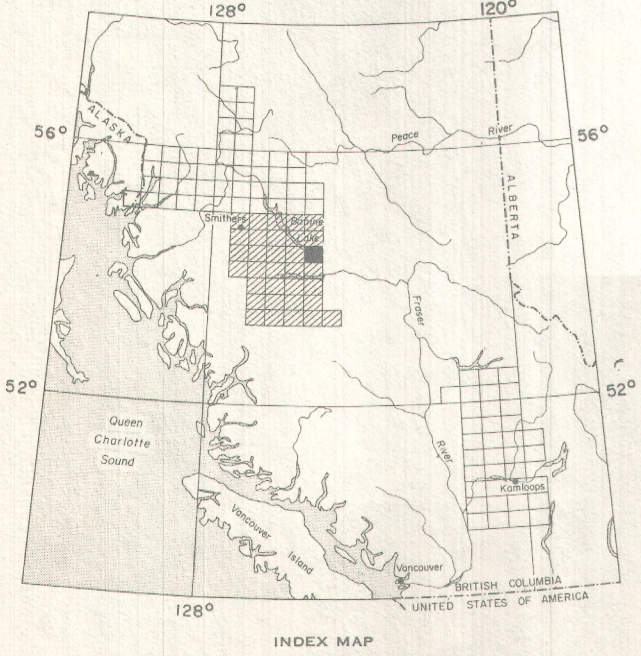 128°
120°
ALASKA
56°
Peace River
56°
ALBERTA
Smithers
Babine
Lake
Fraser
52°
52°
Queen
Charlotte
Sound
River
Kamloops
Vancouver
Island
Vancouver
BRITISH COLUMBIA
UNITED STATES OF AMERICA
128°
INDEX MAP